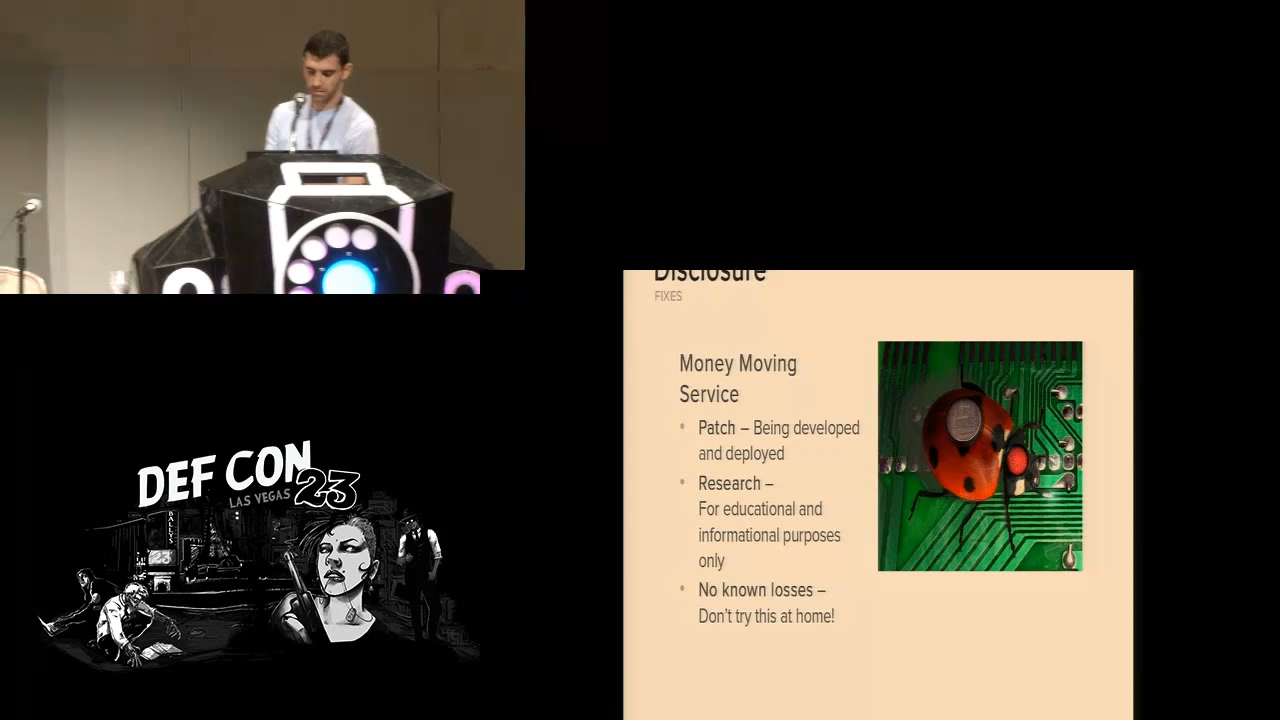 Disclosure
FIXES
Money Moving
Service
• Patch – Being developed
and deployed
• Research –
For educational and
informational purposes
only
• No known losses –
Don't try this at home!
DEF CON
23
LAS VEGAS
BALLY'S